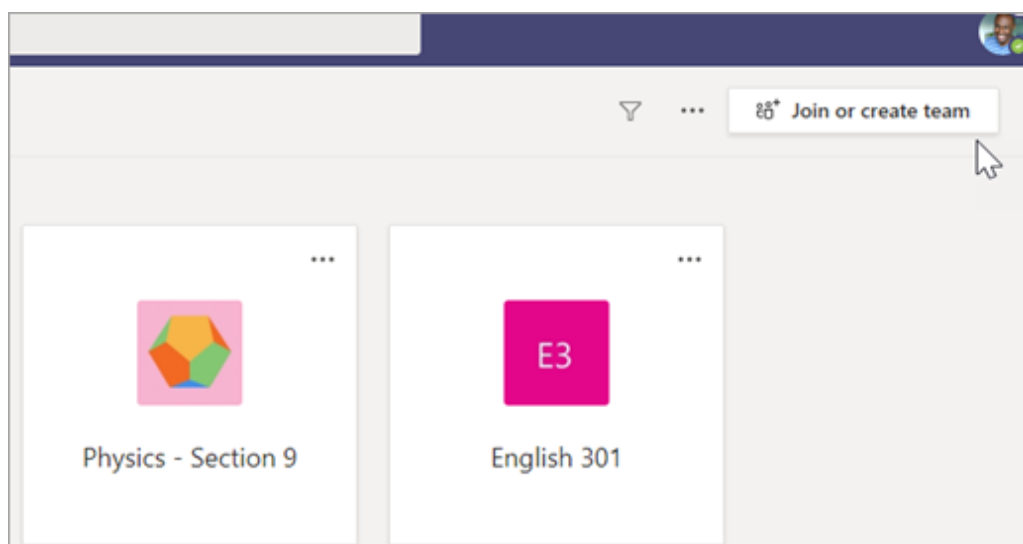 Join or create team
E3
Physics - Section 9
English 301